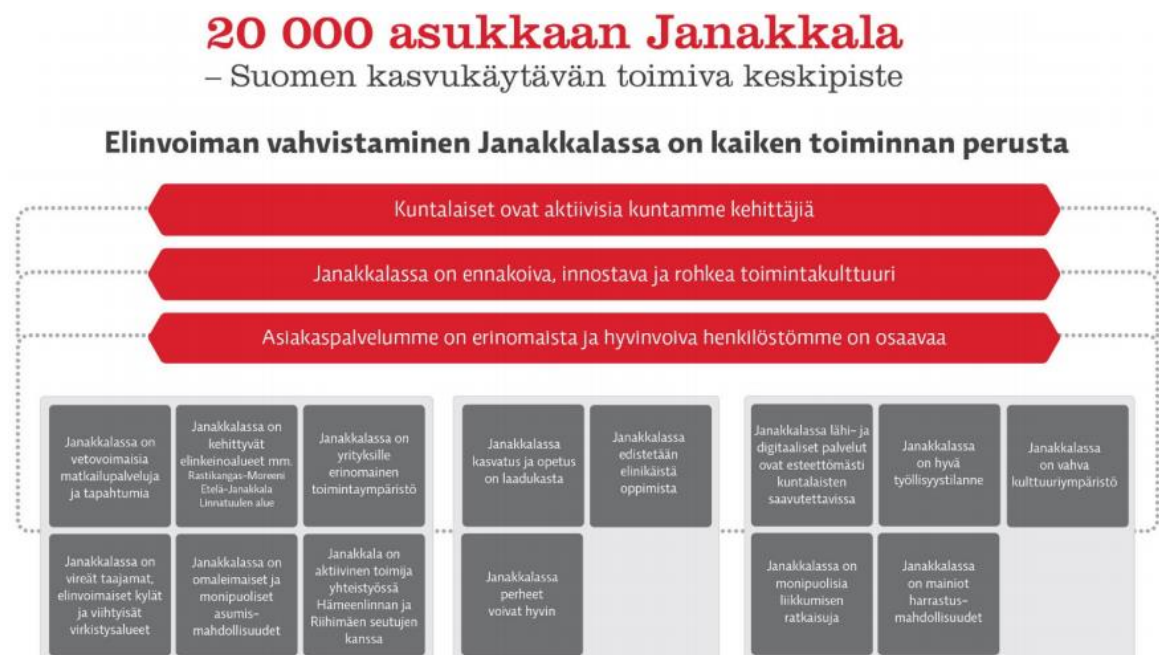 20 000 asukkaan Janakkala
– Suomen kasvukäytävän toimiva keskipiste
Elinvoiman vahvistaminen Janakkalassa on kaiken toiminnan perusta
Kuntalaiset ovat aktiivisia kuntamme kehittäjiä
Janakkalassa on ennakoiva, innostava ja rohkea toimintakulttuuri
Asiakaspalvelumme on erinomaista ja hyvinvoiva henkilöstömme on osaavaa
Janakkalassa on
vetovoimaisia
matkailupalveluja
ja tapahtumia
Janakkalassa on
kehittyvät
elinkeinoalueet mm.
Rastikangas-Moreeni
Etelä-Janakkala
Linnatuulen alue
Janakkalassa on
yrityksille
erinomainen
toimintaympäristö
Janakkalassa on
vireät taajamat,
elinvoimaiset kylät
ja viihtyisät
virkistysalueet
Janakkalassa on
omaleimaiset ja
monipuoliset
asumis-
mahdollisuudet
Janakkala on
aktiivinen toimija
yhteistyössä
Hämeenlinnan ja
Riihimäen seutujen
kanssa
Janakkalassa
kasvatus ja opetus
on laadukasta
Janakkalassa
edistetään
elinikäistä
oppimista
Janakkalassa
perheet
voivat hyvin
Janakkalassa lähi- ja
digitaaliset palvelut
ovat esteettömästi
kuntalaisten
saavutettavissa
Janakkalassa
on hyvä
työllisyystilanne
Janakkalassa
on vahva
kulttuuriympäristö
Janakkalassa on
monipuolisia
liikkumisen
ratkaisuja
Janakkalassa
on mainiot
harrastus-
mahdollisuudet